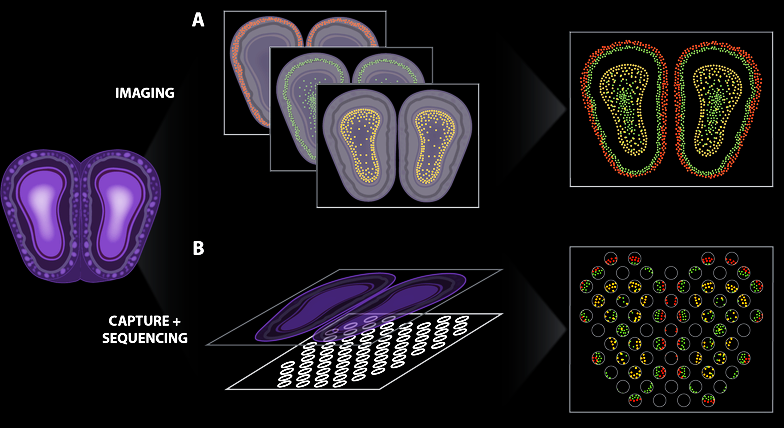 A
IMAGING
B
CAPTURE +
SEQUENCING